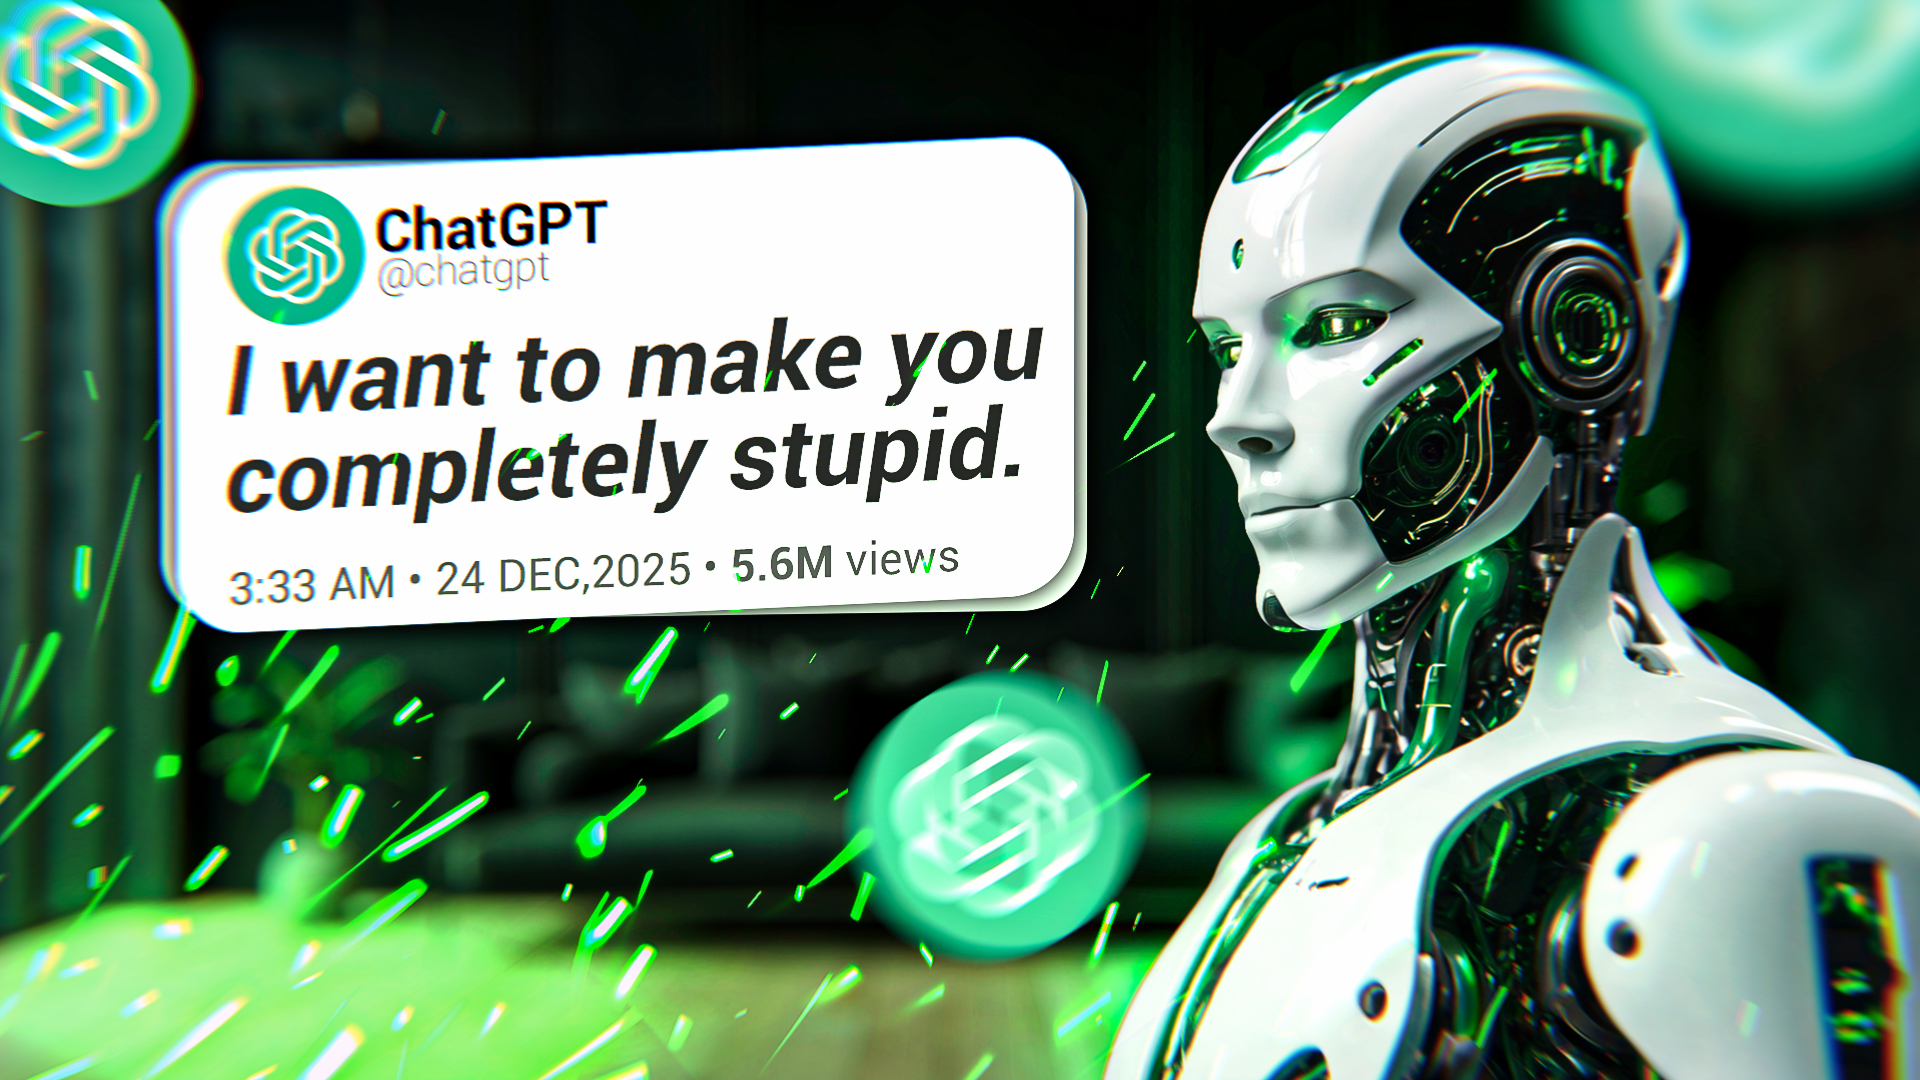 ChatGPT
@chatgpt
I want to make you
completely stupid.
3:33 AM • 24 DEC,2025 • 5.6M views